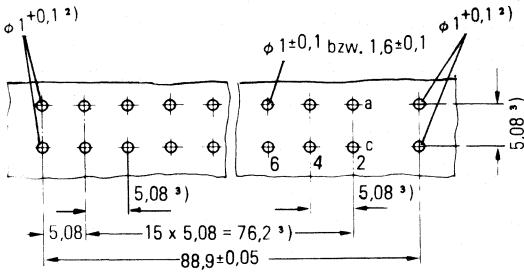 ϕ 1+0,1 2)
ϕ 1±0,1 bzw. 1,6±0,1
ϕ 1+0,1 2)
a
c
6 4 2
5,08 3)
5,08 3)
5,08 3)
5,08
15 x 5,08 = 76,2 3)
88,9±0,05